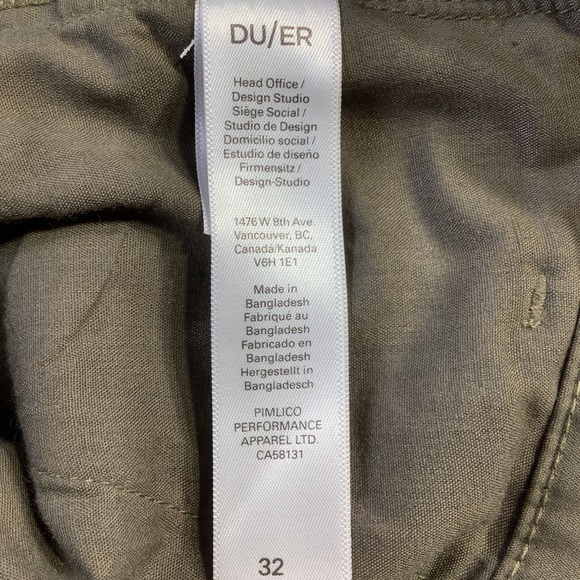 DU/ER
Head Office /
Design Studio
Siège Social /
Studio de Design
Domicilio social /
Estudio de diseño
Firmensitz /
Design-Studio
1476 W 8th Ave
Vancouver, BC,
Canada/Kanada
V6H 1E1
Made in
Bangladesh
Fabriqué au
Bangladesh
Fabricado en
Bangladesh
Hergestellt in
Bangladesch
PIMLICO
PERFORMANCE
APPAREL LTD.
CA58131
32